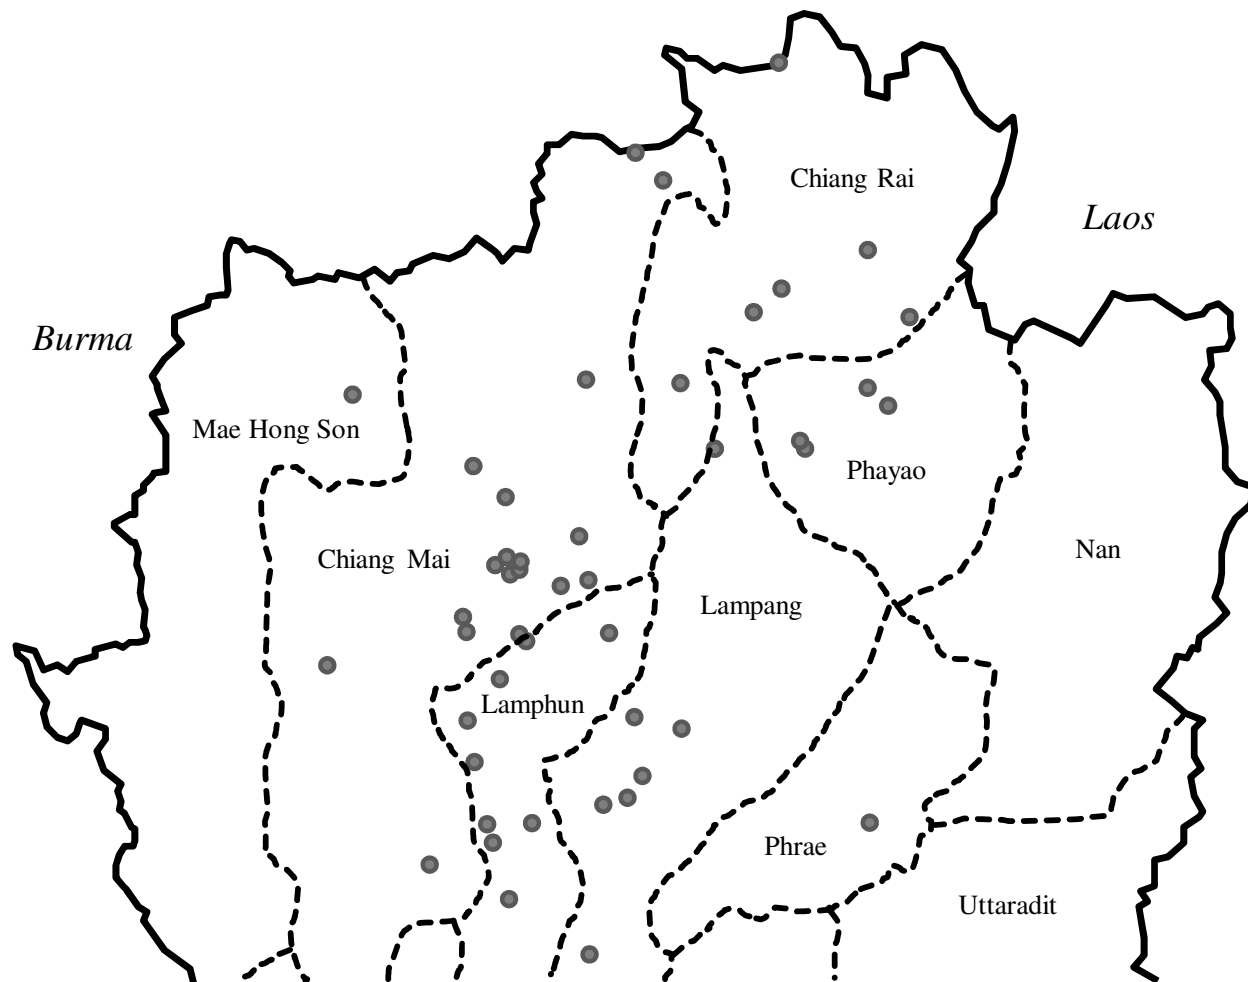 Chiang Rai
Laos
Burma
Mae Hong Son
Phayao
Nan
Chiang Mai
Lampang
Lamphun
Phrae
Uttaradit